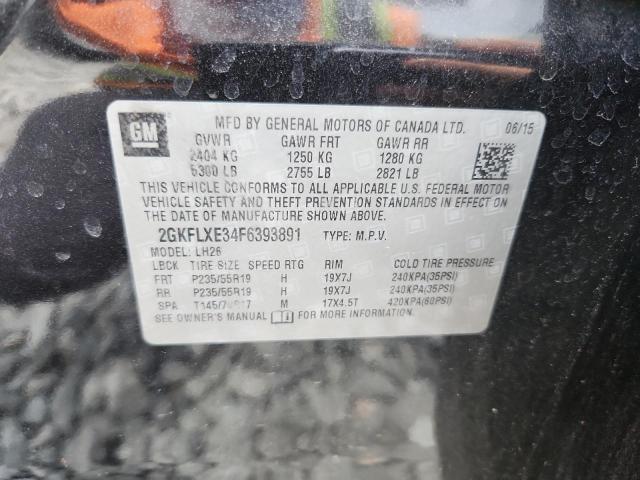 GM
MFD BY GENERAL MOTORS OF CANADA LTD. 06/15
GVWR GAWR FRT GAWR RR
2404 KG 1250 KG 1280 KG
5300 LB 2755 LB 2821 LB
THIS VEHICLE CONFORMS TO ALL APPLICABLE U.S. FEDERAL MOTOR
VEHICLE SAFETY AND THEFT PREVENTION STANDARDS IN EFFECT ON
THE DATE OF MANUFACTURE SHOWN ABOVE.
2GKFLXE34F6393891 TYPE: M.P.V.
MODEL: LH26
LBCK TIRE SIZE SPEED RTG RIM COLD TIRE PRESSURE
FRT P235/55R19 H 19X7J 240KPA(35PSI)
RR P235/55R19 H 19X7J 240KPA(35PSI)
SPA M 17X4.5T 420KPA(60PSI)
SEE OWNER'S MANUAL FOR MORE INFORMATION